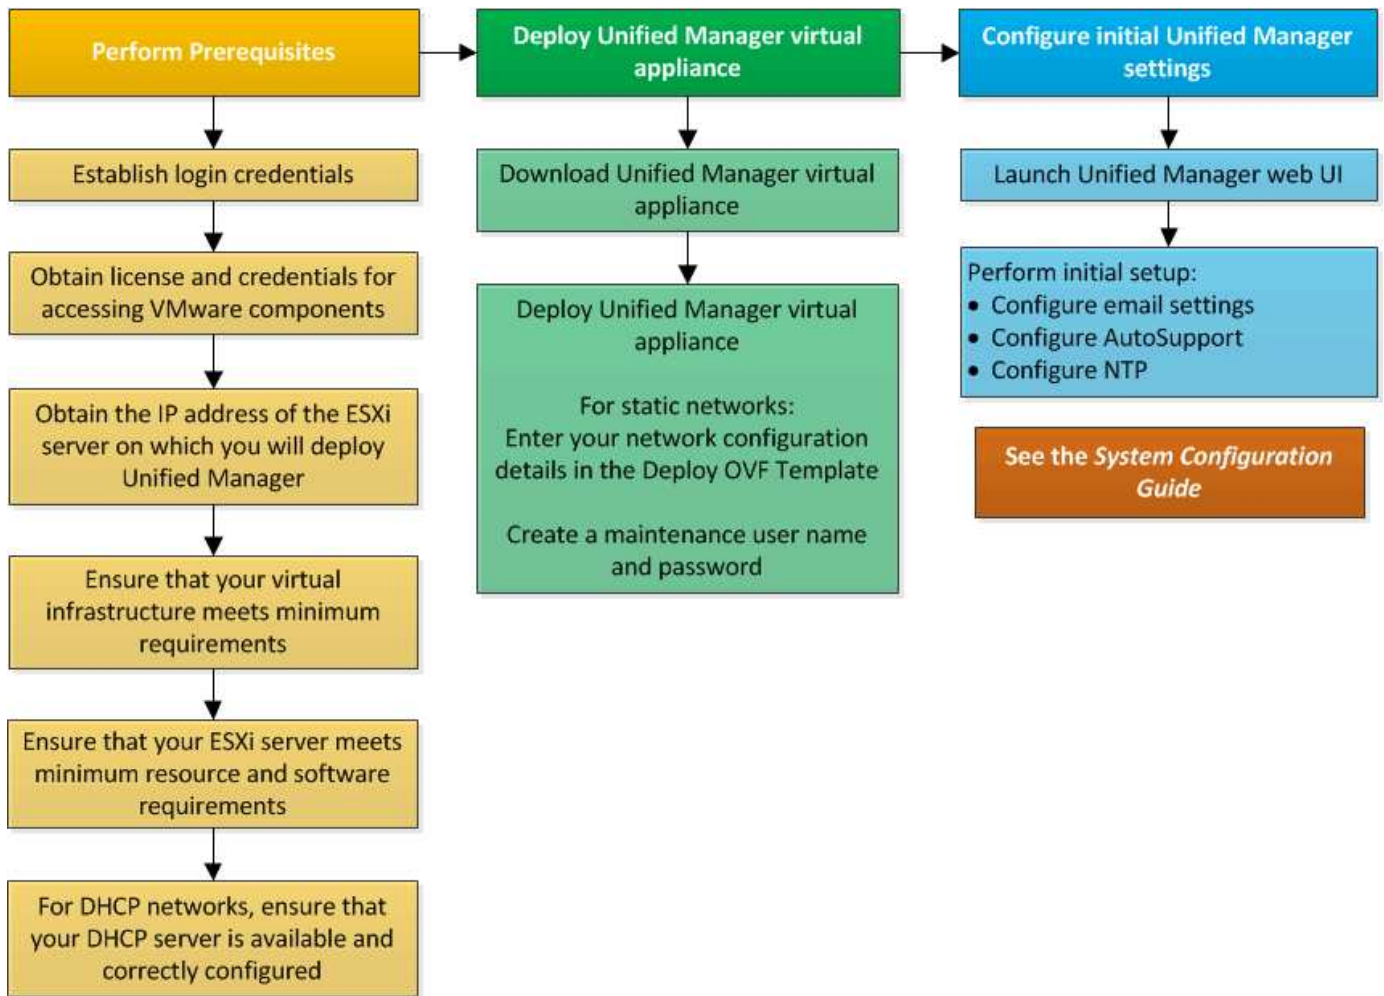 Perform Prerequisites
Establish login credentials
Obtain license and credentials for
accessing VMware components
Obtain the IP address of the ESXi
server on which you will deploy
Unified Manager
Ensure that your virtual
infrastructure meets minimum
requirements
Ensure that your ESXi server meets
minimum resource and software
requirements
For DHCP networks, ensure that
your DHCP server is available and
correctly configured
Deploy Unified Manager virtual
appliance
Download Unified Manager virtual
appliance
Deploy Unified Manager virtual
appliance
For static networks:
Enter your network configuration
details in the Deploy OVF Template
Create a maintenance user name
and password
Configure initial Unified Manager
settings
Launch Unified Manager web UI
Perform initial setup:
• Configure email settings
• Configure AutoSupport
• Configure NTP
See the System Configuration
Guide